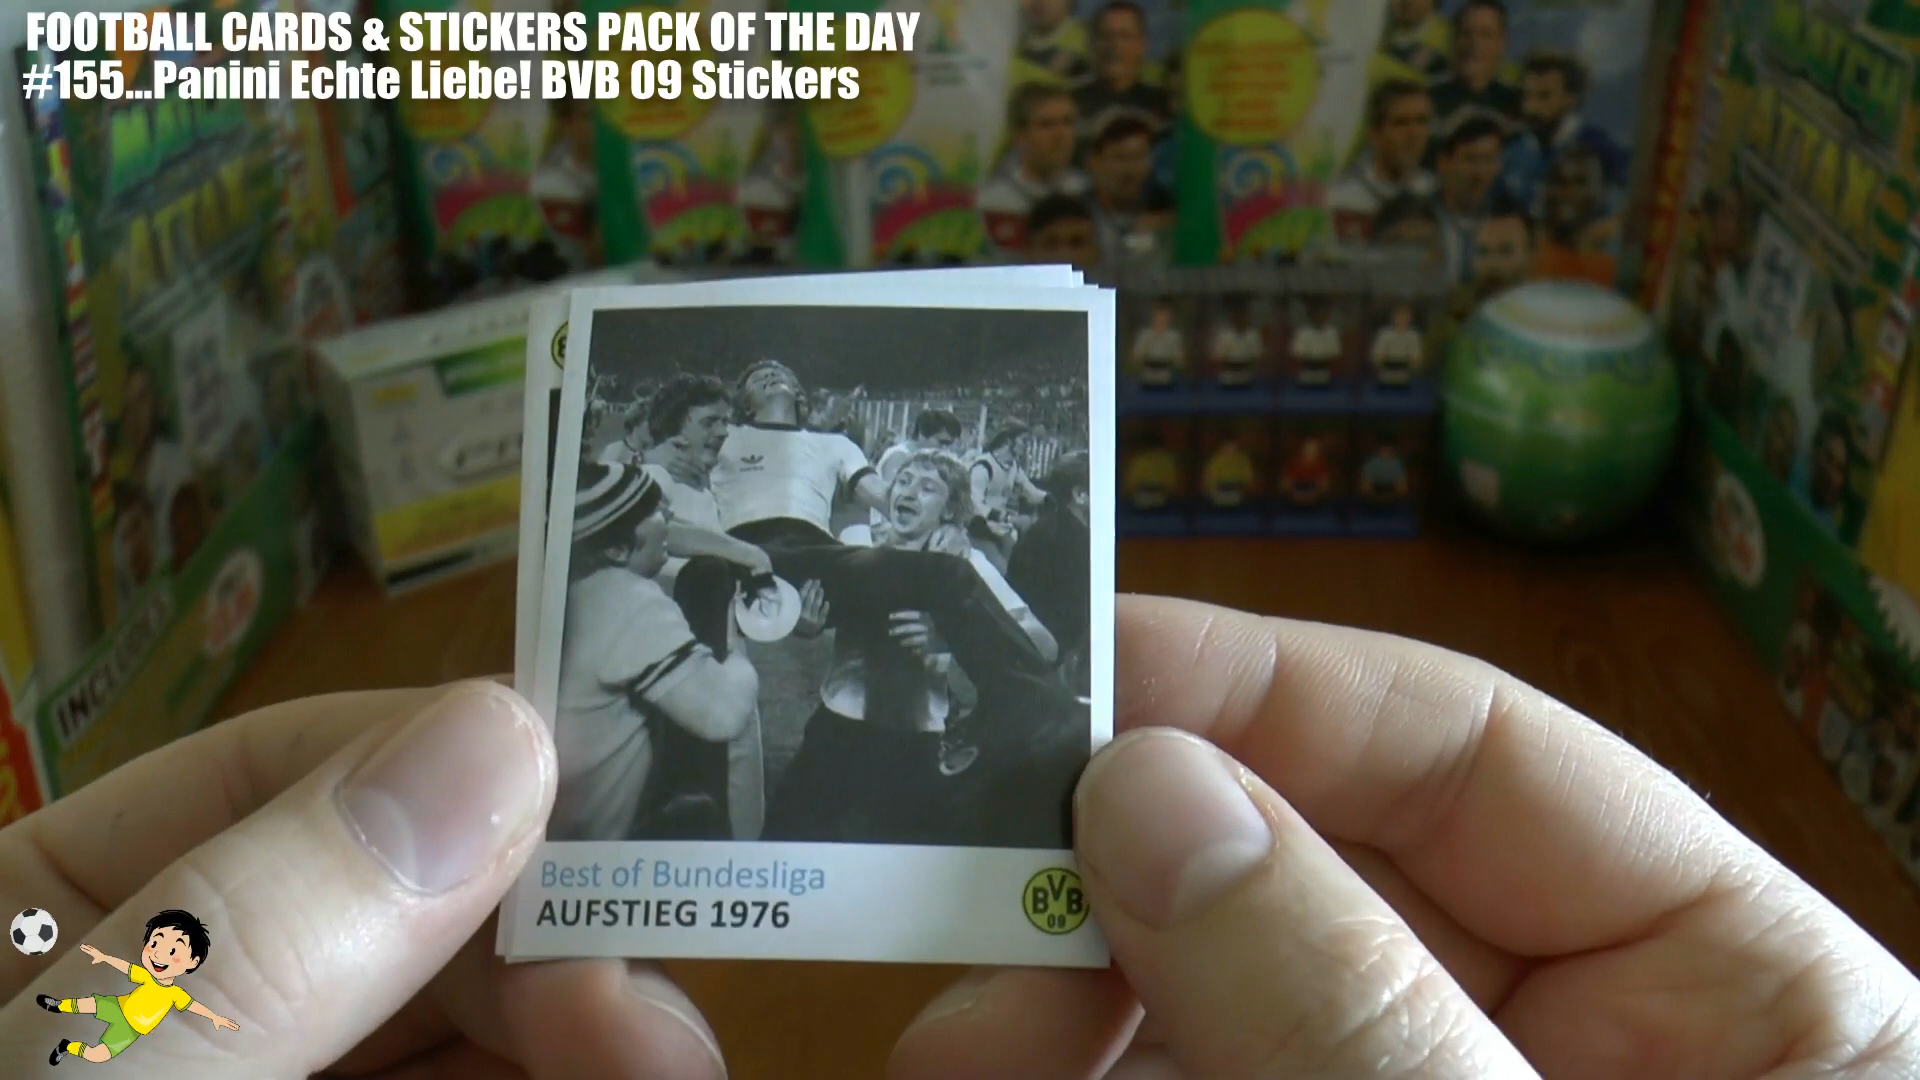 FOOTBALL CARDS & STICKERS PACK OF THE DAY
#155...Panini Echte Liebe! BVB 09 Stickers
Best of Bundesliga
AUFSTIEG 1976
BVB
09
INCLUDES